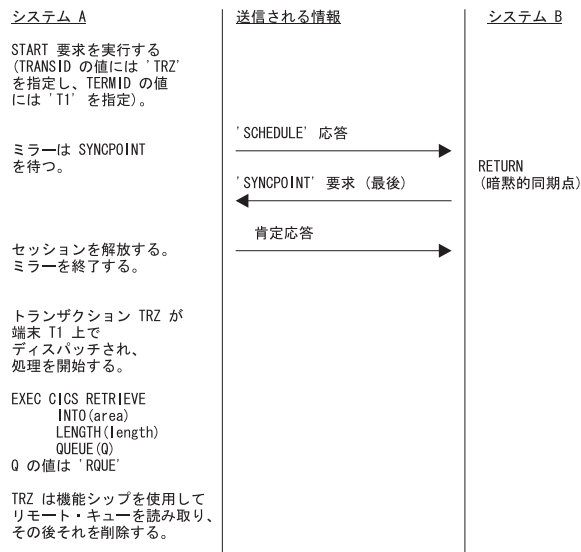 システム A
送信される情報
システム B
START 要求を実行する
(TRANSID の値には 'TRZ'
を指定し、TERMID の値
には 'T1' を指定)。
'SCHEDULE' 応答
ミラーは SYNCPOINT
を待つ。
RETURN
(暗黙的同期点)
'SYNCPOINT' 要求 (最後)
肯定応答
セッションを解放する。
ミラーを終了する。
トランザクション TRZ が
端末 T1 上で
ディスパッチされ、
処理を開始する。
EXEC CICS RETRIEVE
INTO(area)
LENGTH(length)
QUEUE(Q)
Q の値は 'RQUE'
TRZ は機能シップを使用して
リモート・キューを読み取り、
その後それを削除する。